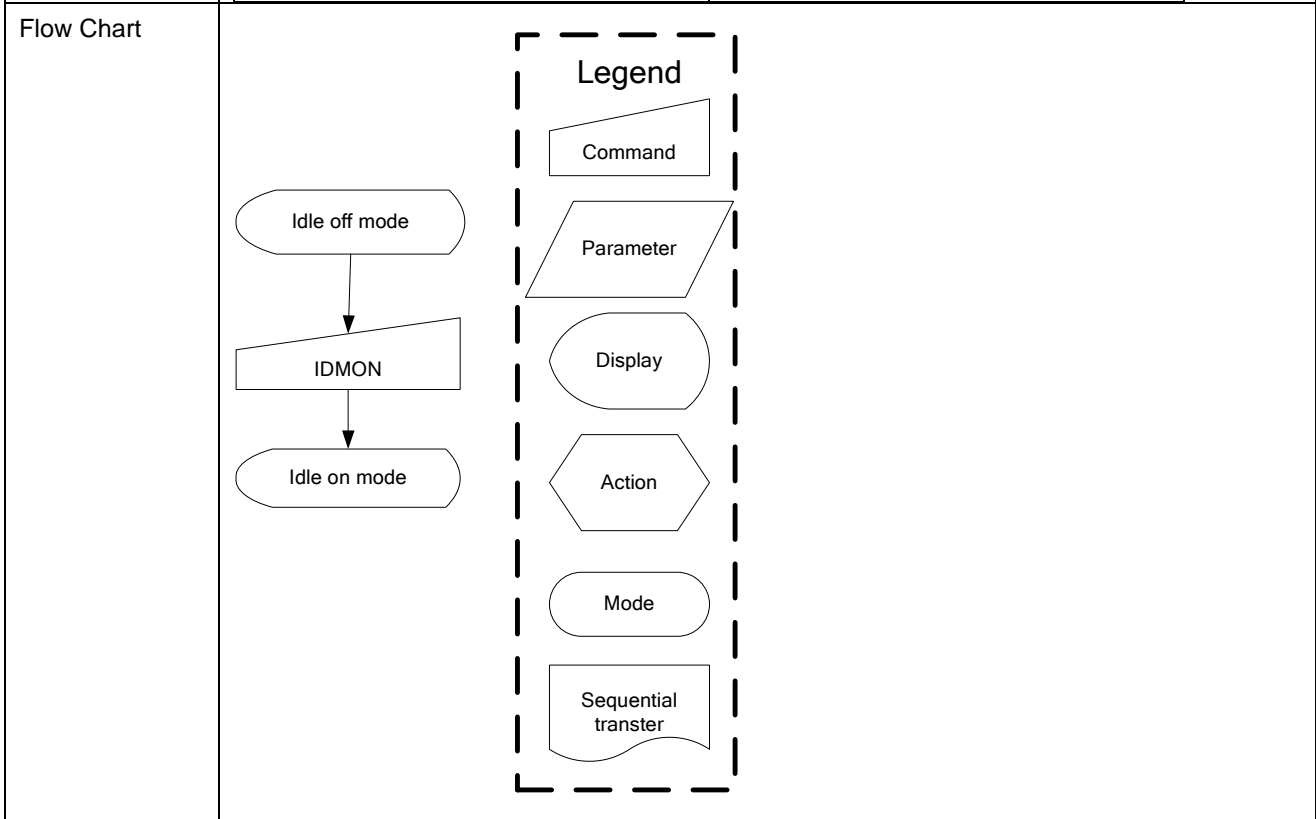 Flow Chart
Idle off mode
IDMON
Idle on mode
Legend
Command
Parameter
Display
Action
Mode
Sequential
transter